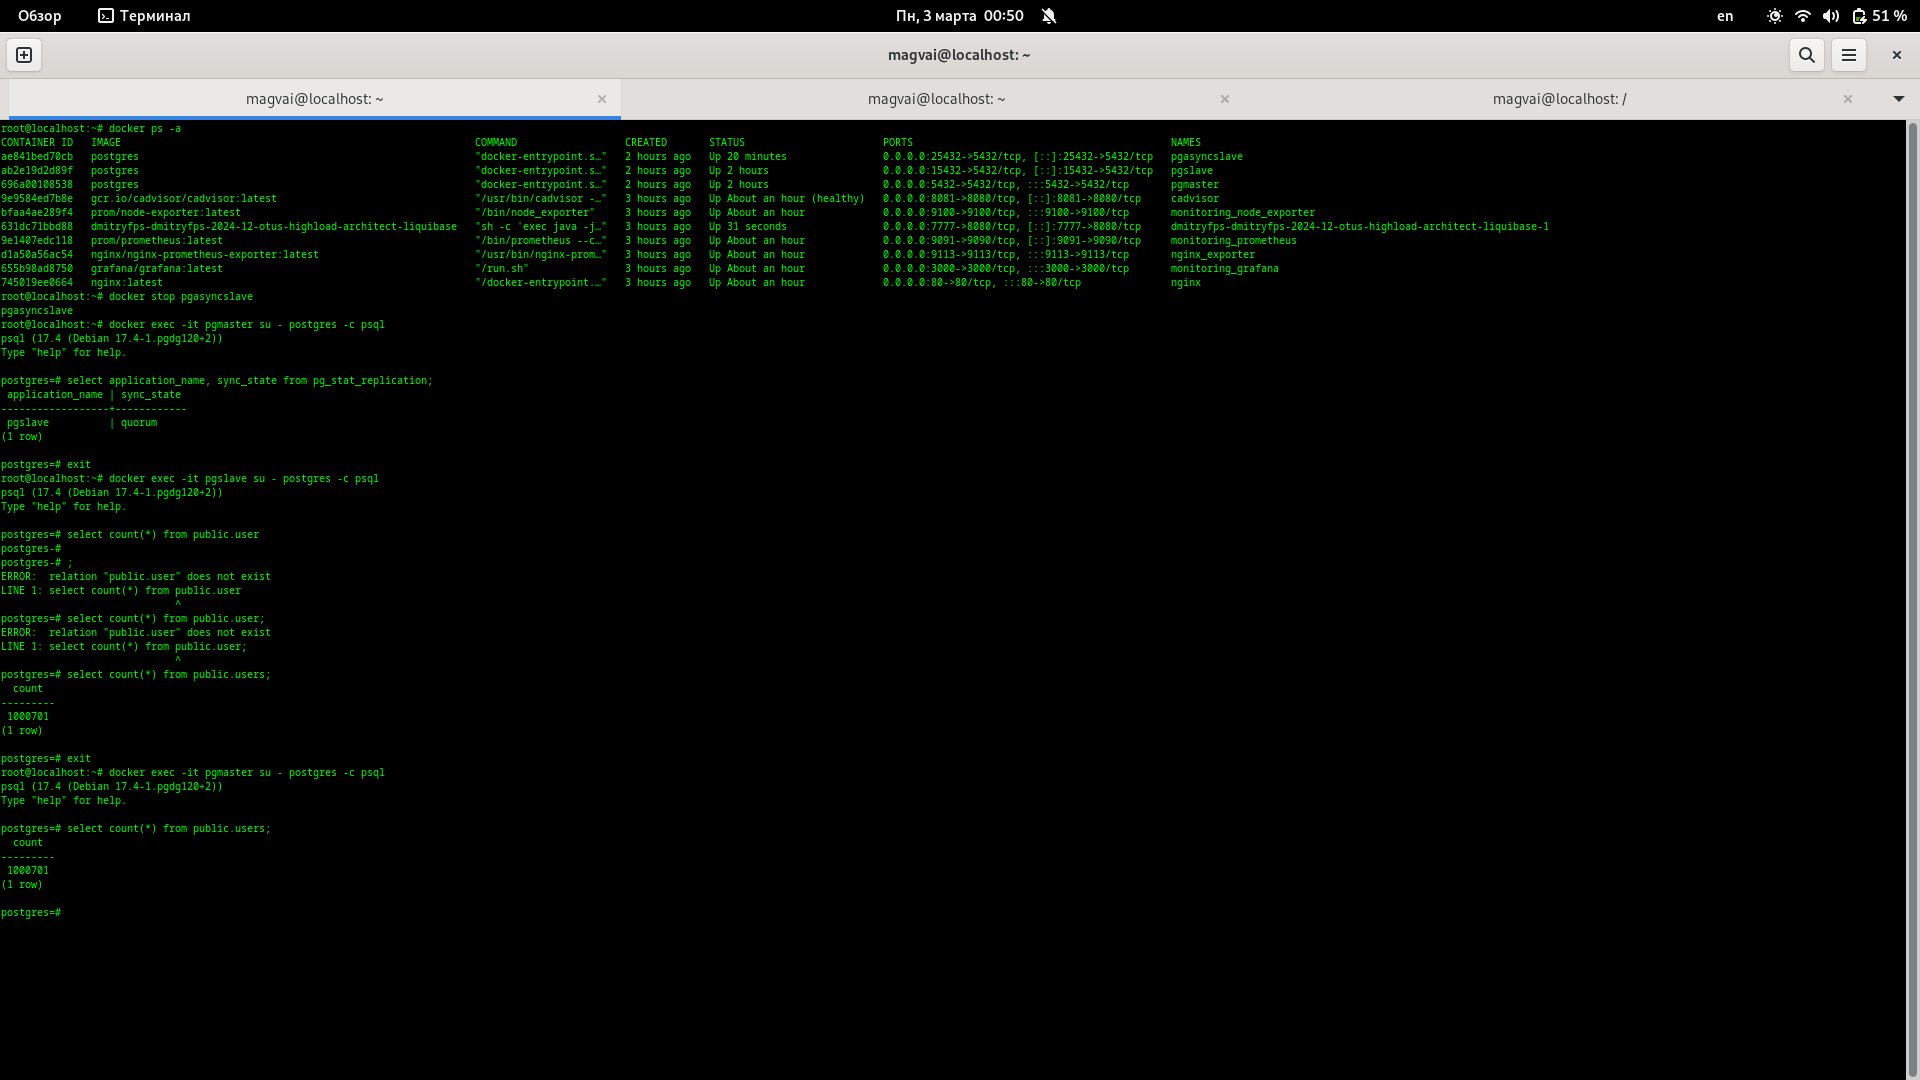 Обзор Терминал Пн, 3 марта 00:50 en 51 %
magvai@localhost: ~
magvai@localhost: ~ magvai@localhost: ~ magvai@localhost: /
root@localhost:~# docker ps -a
CONTAINER ID   IMAGE                                                          COMMAND                  CREATED       STATUS                       PORTS                                         NAMES
ae841bed70cb   postgres                                                       "docker-entrypoint.s…"   2 hours ago   Up 20 minutes                0.0.0.0:25432->5432/tcp, [::]:25432->5432/tcp   pgasyncslave
ab2e19d2d89f   postgres                                                       "docker-entrypoint.s…"   2 hours ago   Up 2 hours                   0.0.0.0:15432->5432/tcp, [::]:15432->5432/tcp   pgslave
696a00108538   postgres                                                       "docker-entrypoint.s…"   2 hours ago   Up 2 hours                   0.0.0.0:5432->5432/tcp, :::5432->5432/tcp       pgmaster
9e9584ed7b8e   gcr.io/cadvisor/cadvisor:latest                                "/usr/bin/cadvisor -…"   3 hours ago   Up About an hour (healthy)   0.0.0.0:8081->8080/tcp, [::]:8081->8080/tcp     cadvisor
bfaa4ae289f4   prom/node-exporter:latest                                      "/bin/node_exporter"     3 hours ago   Up About an hour             0.0.0.0:9100->9100/tcp, :::9100->9100/tcp       monitoring_node_exporter
631dc71bbd88   dmitryfps-dmitryfps-2024-12-otus-highload-architect-liquibase   "sh -c 'exec java -j…"   3 hours ago   Up 31 seconds                0.0.0.0:7777->8080/tcp, [::]:7777->8080/tcp     dmitryfps-dmitryfps-2024-12-otus-highload-architect-liquibase-1
9e1407edc118   prom/prometheus:latest                                         "/bin/prometheus --c…"   3 hours ago   Up About an hour             0.0.0.0:9091->9090/tcp, [::]:9091->9090/tcp     monitoring_prometheus
d1a50a56ac54   nginx/nginx-prometheus-exporter:latest                         "/usr/bin/nginx-prom…"   3 hours ago   Up About an hour             0.0.0.0:9113->9113/tcp, :::9113->9113/tcp       nginx_exporter
655b98ad8750   grafana/grafana:latest                                         "/run.sh"                3 hours ago   Up About an hour             0.0.0.0:3000->3000/tcp, :::3000->3000/tcp       monitoring_grafana
745019ee0664   nginx:latest                                                   "/docker-entrypoint.…"   3 hours ago   Up About an hour             0.0.0.0:80->80/tcp, :::80->80/tcp               nginx
root@localhost:~# docker stop pgasyncslave
pgasyncslave
root@localhost:~# docker exec -it pgmaster su - postgres -c psql
psql (17.4 (Debian 17.4-1.pgdg120+2))
Type "help" for help.
postgres=# select application_name, sync_state from pg_stat_replication;
 application_name | sync_state
------------------+------------
 pgslave          | quorum
(1 row)
postgres=# exit
root@localhost:~# docker exec -it pgslave su - postgres -c psql
psql (17.4 (Debian 17.4-1.pgdg120+2))
Type "help" for help.
postgres=# select count(*) from public.user
postgres-#
postgres-# ;
ERROR:  relation "public.user" does not exist
LINE 1: select count(*) from public.user
                             ^
postgres=# select count(*) from public.user;
ERROR:  relation "public.user" does not exist
LINE 1: select count(*) from public.user;
                             ^
postgres=# select count(*) from public.users;
  count
---------
 1000701
(1 row)
postgres=# exit
root@localhost:~# docker exec -it pgmaster su - postgres -c psql
psql (17.4 (Debian 17.4-1.pgdg120+2))
Type "help" for help.
postgres=# select count(*) from public.users;
  count
---------
 1000701
(1 row)
postgres=#